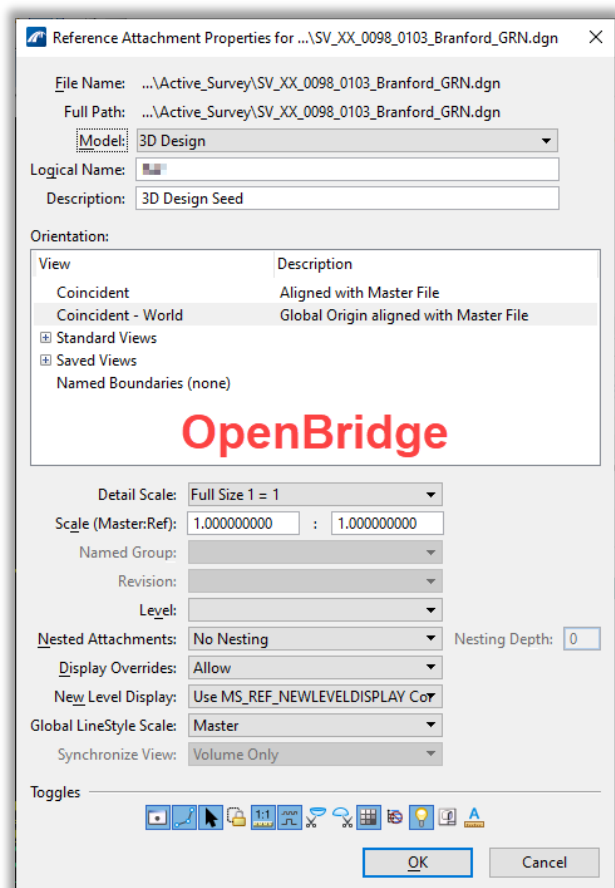 Reference Attachment Properties for ...\SV_XX_0098_0103_Branford_GRN.dgn
File Name: ...\Active_Survey\SV_XX_0098_0103_Branford_GRN.dgn
Full Path: ...\Active_Survey\SV_XX_0098_0103_Branford_GRN.dgn
Model: 3D Design
Logical Name:
Description: 3D Design Seed
Orientation:
View Description
Coincident Aligned with Master File
Coincident - World Global Origin aligned with Master File
Standard Views
Saved Views
Named Boundaries (none)
OpenBridge
Detail Scale: Full Size 1 = 1
Scale (Master:Ref): 1.000000000 : 1.000000000
Named Group:
Revision:
Level:
Nested Attachments: No Nesting Nesting Depth: 0
Display Overrides: Allow
New Level Display: Use MS_REF_NEWLEVELDISPLAY Cor
Global LineStyle Scale: Master
Synchronize View: Volume Only
Toggles
1:1
A
OK Cancel